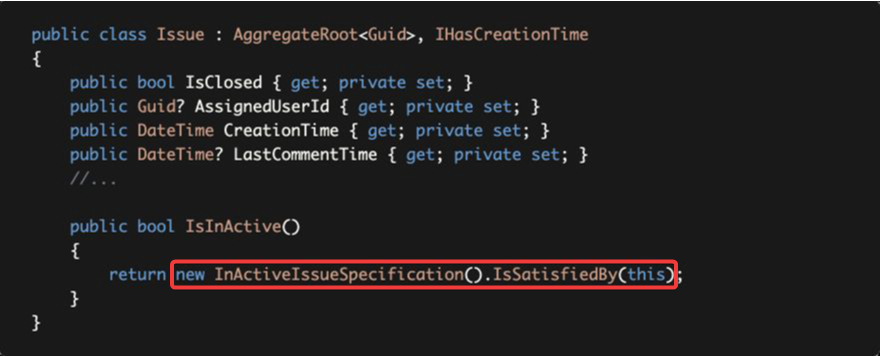 public class Issue : AggregateRoot<Guid>, IHasCreationTime
{
public bool IsClosed { get; private set; }
public Guid? AssignedUserId { get; private set; }
public DateTime CreationTime { get; private set; }
public DateTime? LastCommentTime { get; private set; }
//...
public bool IsInActive()
{
return new InActiveIssueSpecification().IsSatisfiedBy(this);
}
}